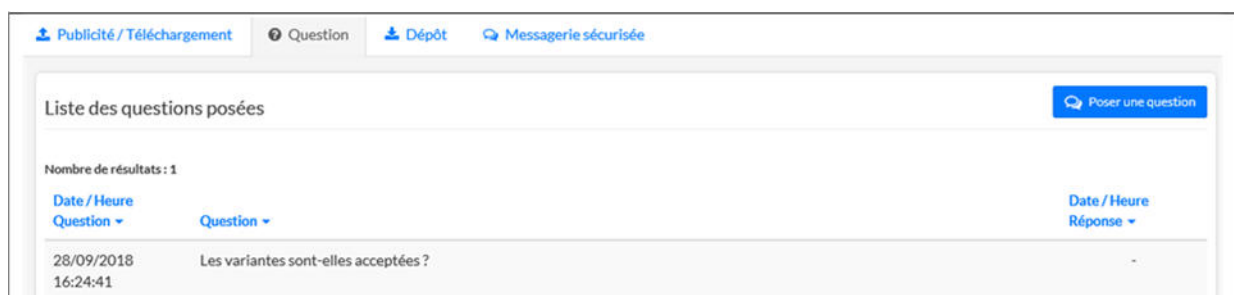 Publicité / Téléchargement Question Dépôt Messagerie sécurisée
Liste des questions posées Poser une question
Nombre de résultats : 1
Date / Heure Date / Heure
Question Question Réponse
28/09/2018 Les variantes sont-elles acceptées ? -
16:24:41